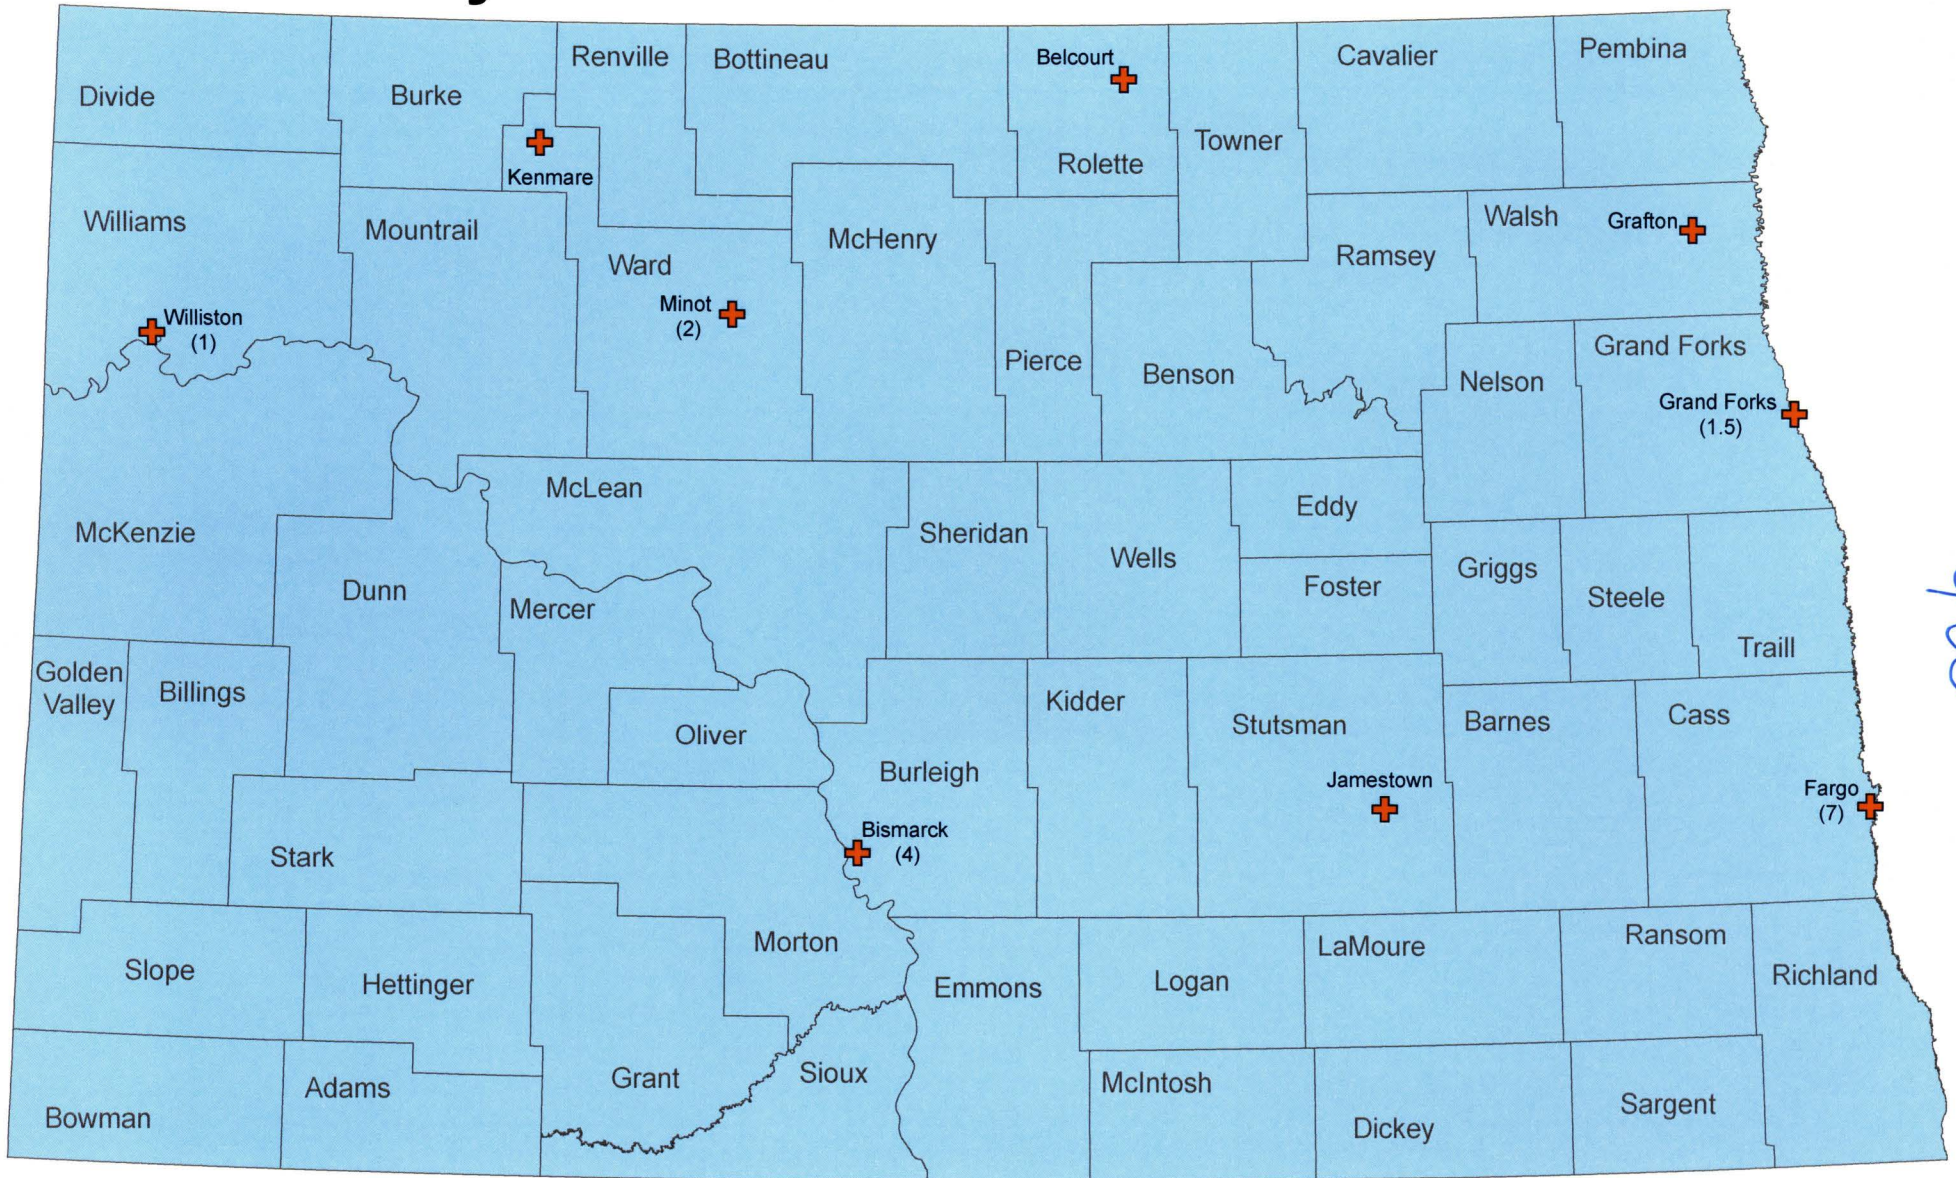 Divide
Burke
Renville
Bottineau
Belcourt
Rolette
Towner
Cavalier
Pembina
Kenmare
Williams
Mountrail
Ward
McHenry
Pierce
Benson
Ramsey
Walsh
Grafton
Williston
(1)
Minot
(2)
Nelson
Grand Forks
Grand Forks
(1.5)
McKenzie
Dunn
McLean
Mercer
Sheridan
Wells
Eddy
Foster
Griggs
Steele
Traill
Golden
Valley
Billings
Oliver
Burleigh
Kidder
Stutsman
Jamestown
Barnes
Cass
Fargo
(7)
Stark
Bismarck
(4)
Morton
Slope
Hettinger
Emmons
Logan
LaMoure
Ransom
Richland
Bowman
Adams
Grant
Sioux
McIntosh
Dickey
Sargent